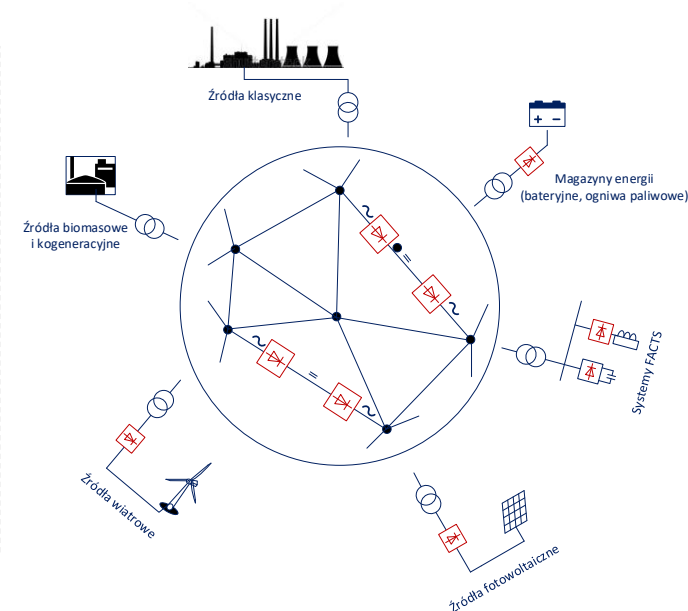 Źródła klasyczne
Magazyny energii
(bateryjne, ogniwa paliwowe)
Źródła biomasowe
i kogeneracyjne
Systemy FACTS
Źródła wiatrowe
Źródła fotowoltaiczne